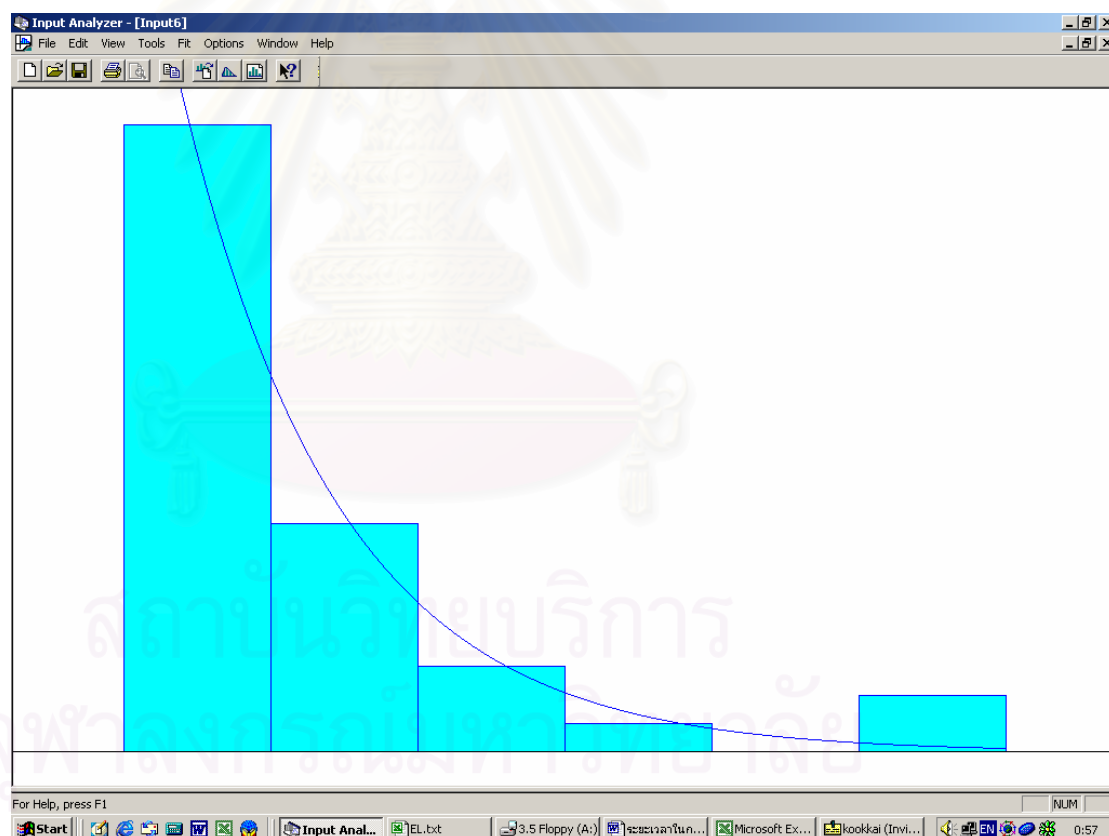 Input Analyzer - [Input6]
File Edit View Tools Fit Options Window Help
สถาบันวิทยบริการ
จุฬาลงกรณ์มหาวิทยาลัย
For Help, press F1
NUM
Start
Input Anal...
EL.txt
3.5 Floppy (A:)
ระยะเวลาในก...
Microsoft Ex...
kookkai (Invi...
EN
0:57